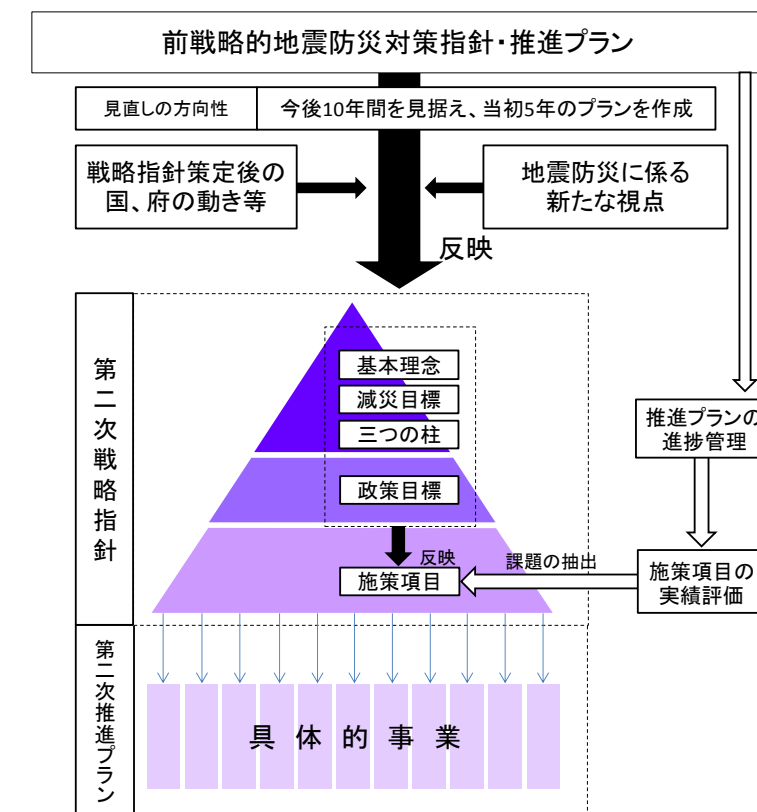 前戦略的地震防災対策指針・推進プラン
見直しの方向性
今後10年間を見据え、当初5年のプランを作成
戦略指針策定後の
国、府の動き等
地震防災に係る
新たな視点
反映
第二次戦略指針
基本理念
減災目標
三つの柱
政策目標
反映
施策項目
課題の抽出
推進プランの
進捗管理
施策項目の
実績評価
第二次推進プラン
具体的事業